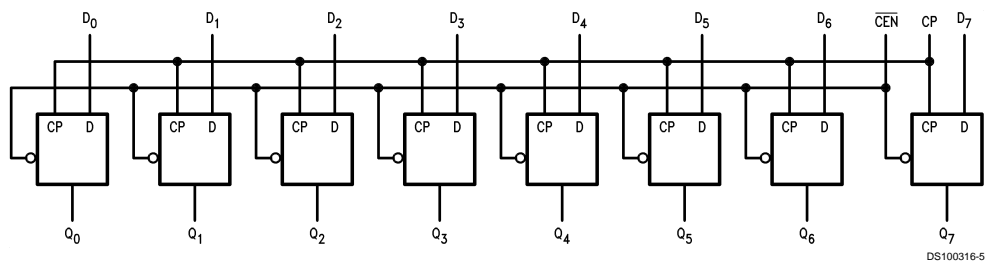 D0 D1 D2 D3 D4 D5 D6 C̅E̅N̅ CP D7
CP D CP D CP D CP D CP D CP D CP D CP D
Q0 Q1 Q2 Q3 Q4 Q5 Q6 Q7
DS100316-5